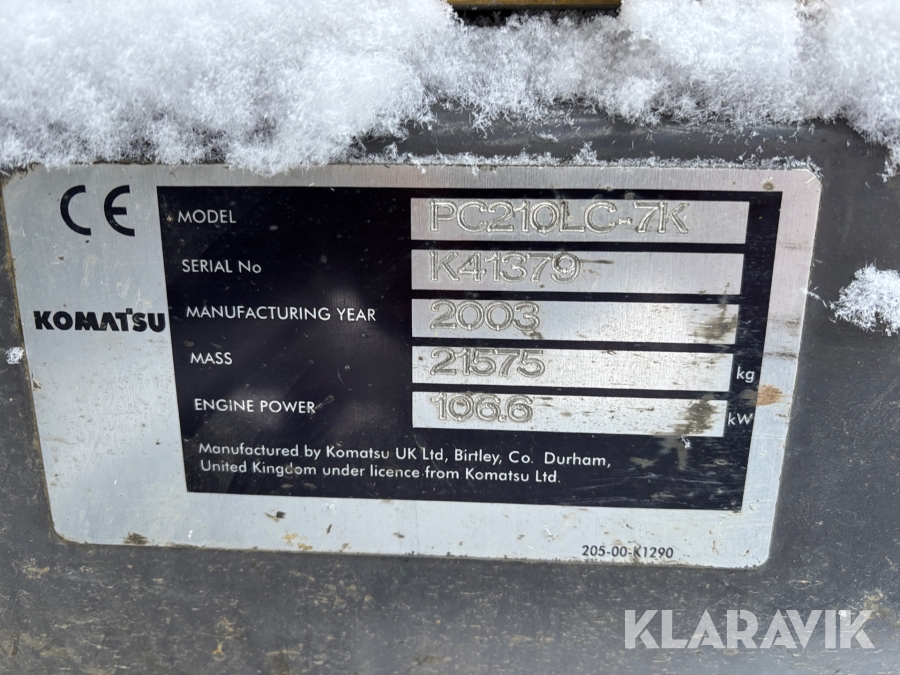 CE
KOMATSU
MODEL PC210LC-7K
SERIAL No K41379
MANUFACTURING YEAR 2003
MASS 21575 kg
ENGINE POWER 106.6 kW
Manufactured by Komatsu UK Ltd, Birtley, Co. Durham,
United Kingdom under licence from Komatsu Ltd.
205-00-K1290
KLARAVIK
KLARAVIK